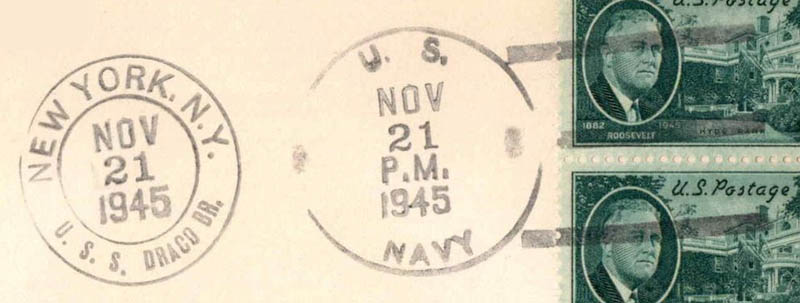 NEW YORK, N.Y.
NOV
21
1945
U. S. S. DRACO BR.
U. S.
NOV
21
P.M.
1945
NAVY
U.S. Postage
1882 1945
ROOSEVELT HYDE PARK
U.S. Postage